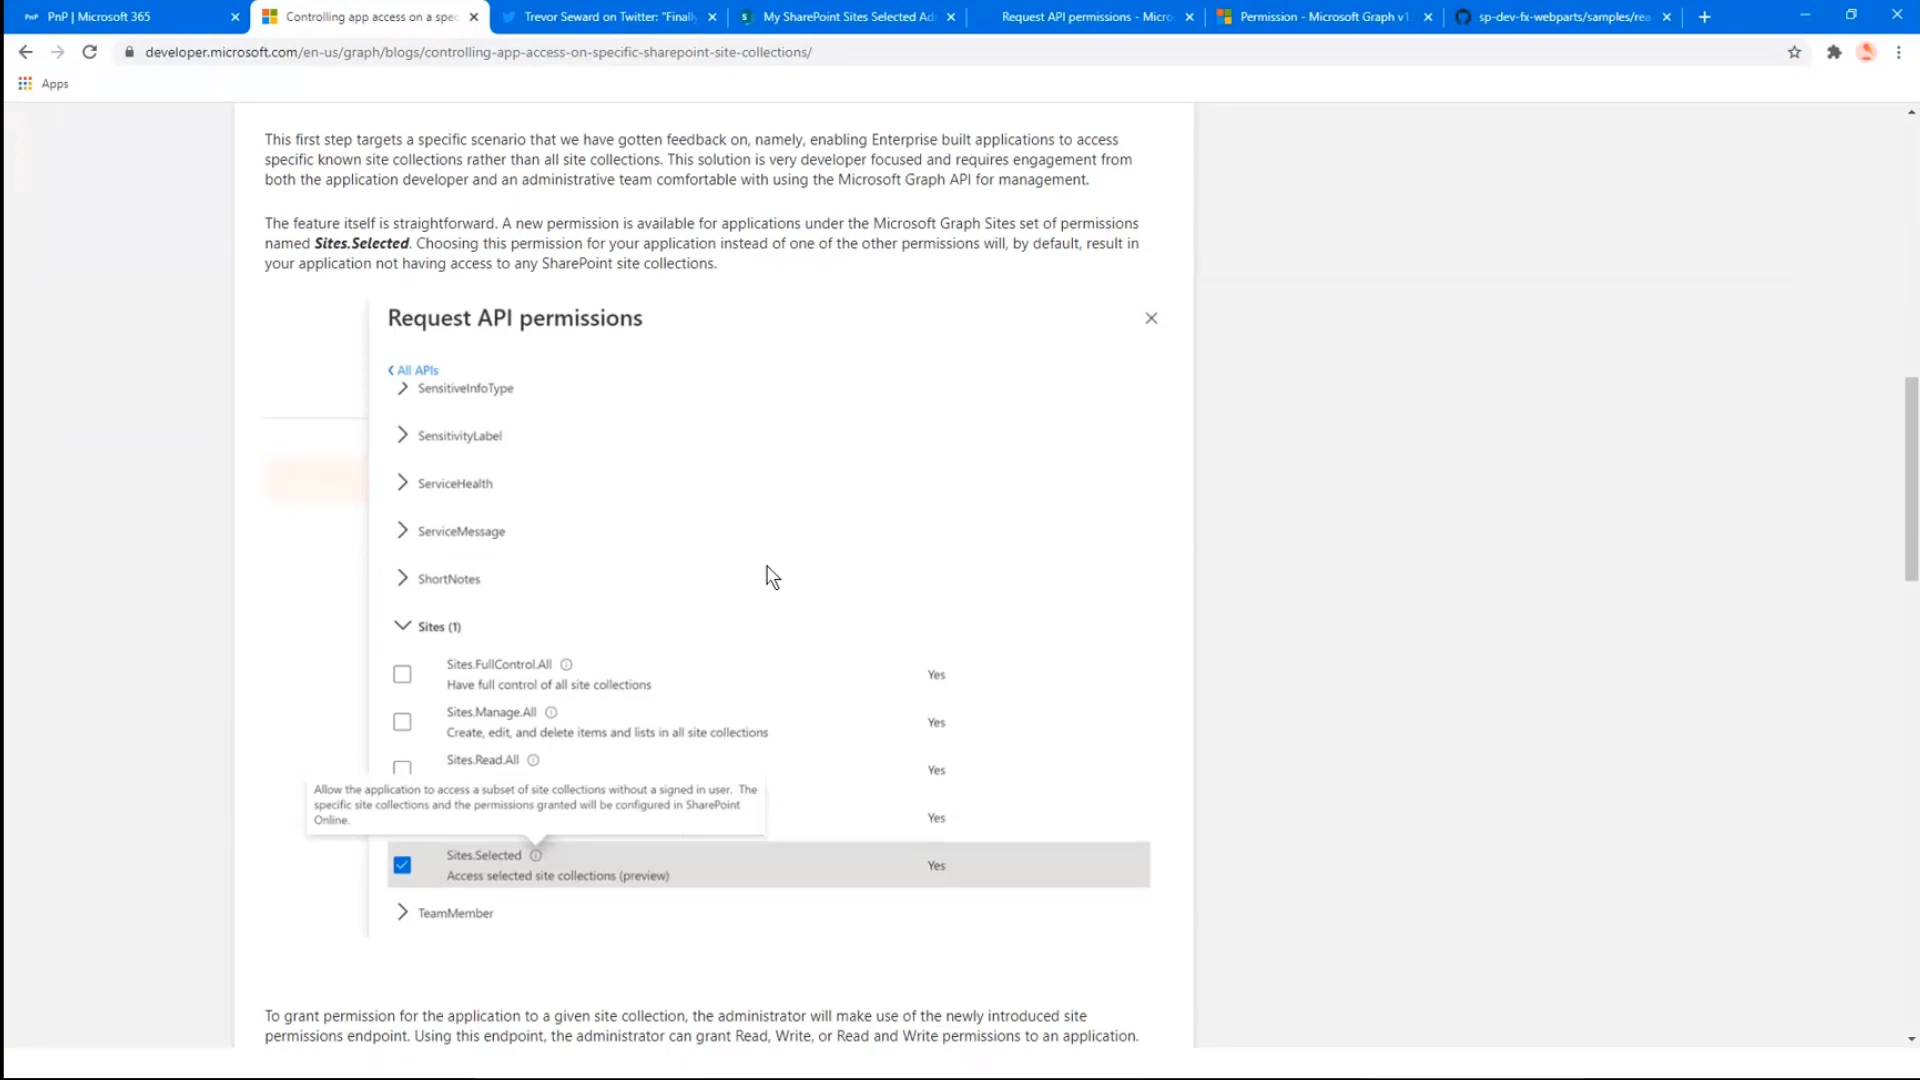 PnP PnP | Microsoft 365
Controlling app access on a spec
Trevor Seward on Twitter: "Finally
My SharePoint Sites Selected Ad
Request API permissions - Micro
Permission - Microsoft Graph v1.
sp-dev-fx-webparts/samples/rea
developer.microsoft.com/en-us/graph/blogs/controlling-app-access-on-specific-sharepoint-site-collections/
Apps
This first step targets a specific scenario that we have gotten feedback on, namely, enabling Enterprise built applications to access
specific known site collections rather than all site collections. This solution is very developer focused and requires engagement from
both the application developer and an administrative team comfortable with using the Microsoft Graph API for management.
The feature itself is straightforward. A new permission is available for applications under the Microsoft Graph Sites set of permissions
named Sites.Selected. Choosing this permission for your application instead of one of the other permissions will, by default, result in
your application not having access to any SharePoint site collections.
Request API permissions
All APIs
SensitiveInfoType
SensitivityLabel
ServiceHealth
ServiceMessage
ShortNotes
Sites (1)
Sites.FullControl.All
Have full control of all site collections
Yes
Sites.Manage.All
Create, edit, and delete items and lists in all site collections
Yes
Sites.Read.All
Yes
Allow the application to access a subset of site collections without a signed in user. The
specific site collections and the permissions granted will be configured in SharePoint
Online.
Yes
Sites.Selected
Access selected site collections (preview)
Yes
TeamMember
To grant permission for the application to a given site collection, the administrator will make use of the newly introduced site
permissions endpoint. Using this endpoint, the administrator can grant Read, Write, or Read and Write permissions to an application.